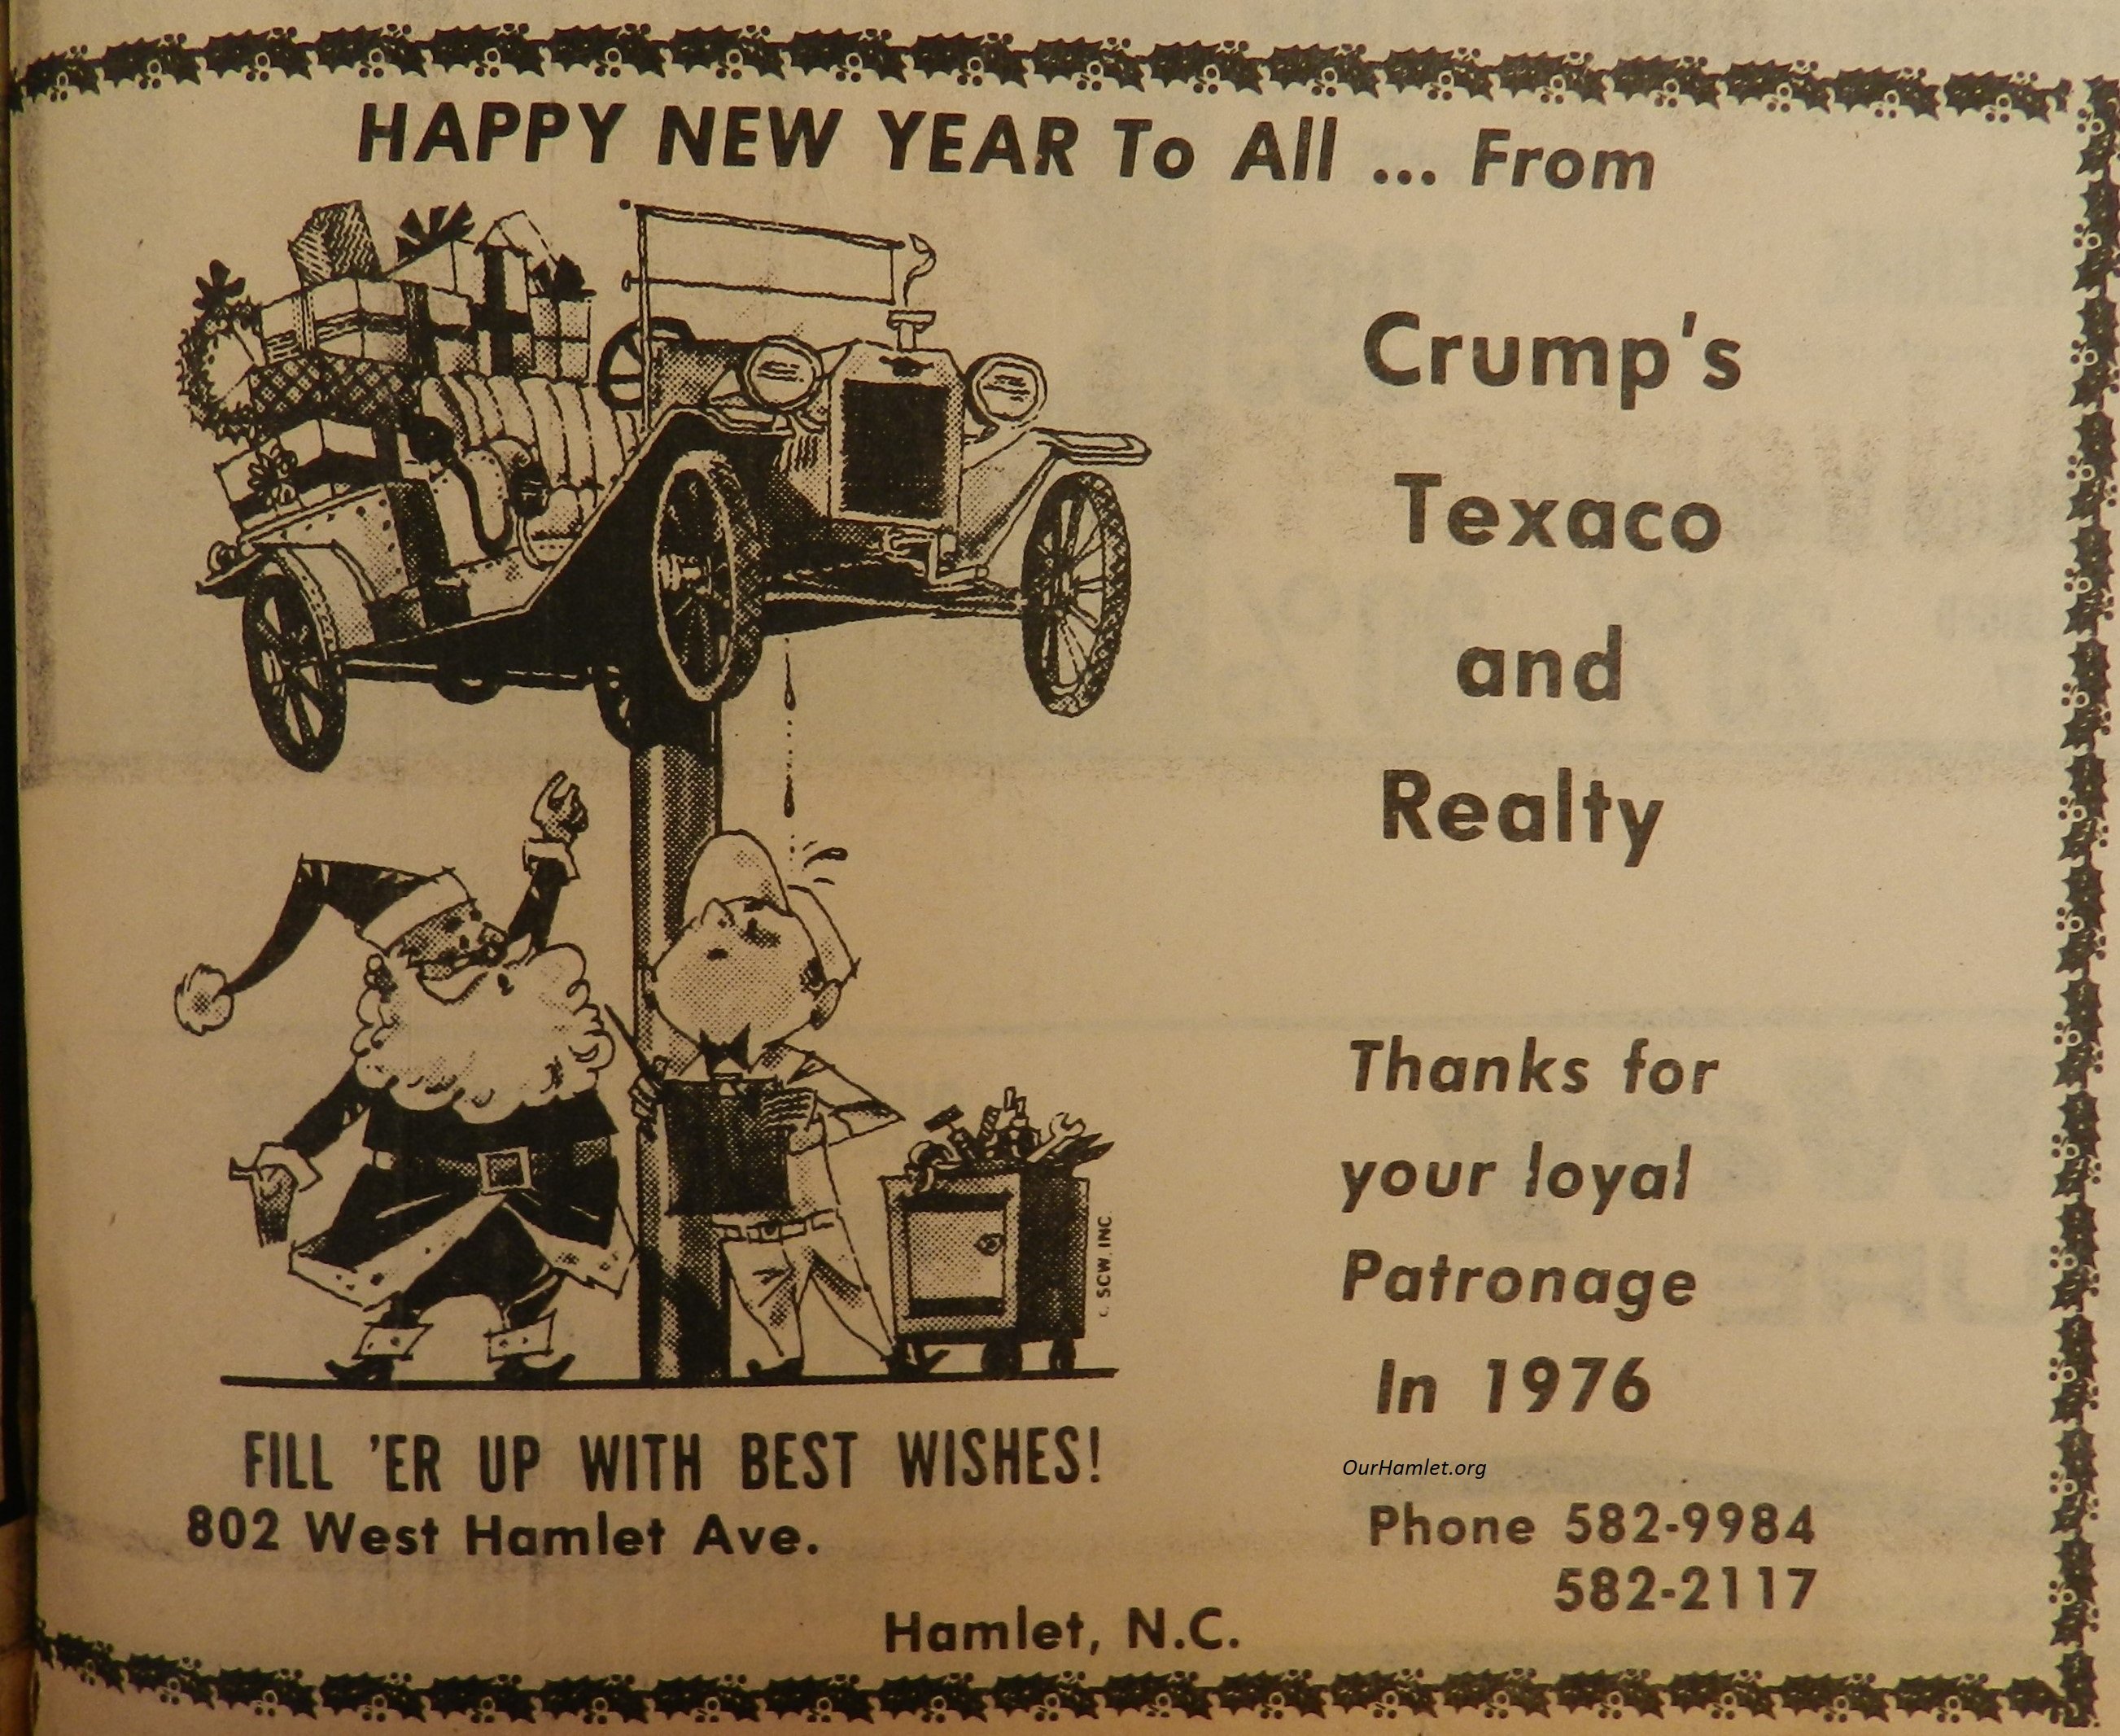 HAPPY NEW YEAR To All ... From
Crump's
Texaco
and
Realty
Thanks for
your loyal
Patronage
In 1976
c SCW, INC
FILL 'ER UP WITH BEST WISHES!
OurHamlet.org
802 West Hamlet Ave.
Phone 582-9984
582-2117
Hamlet, N.C.